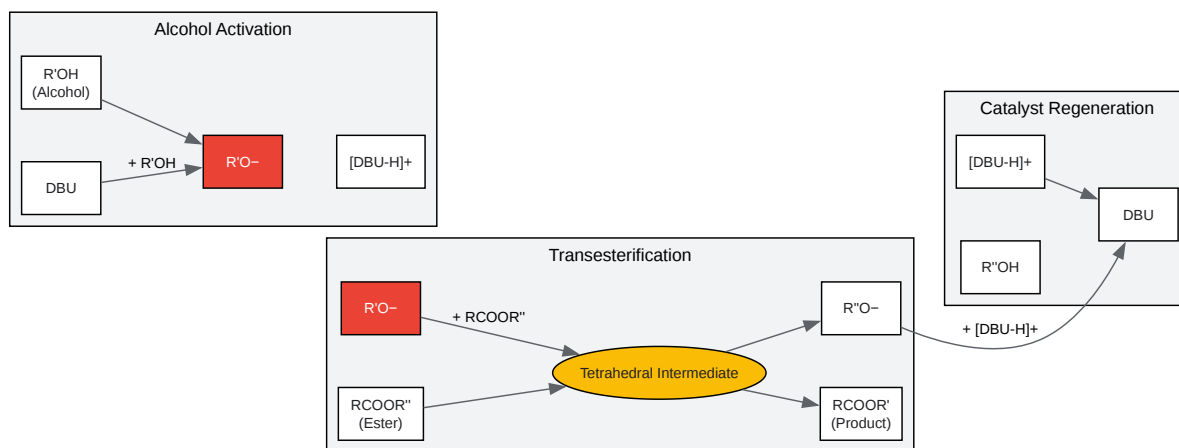 Alcohol Activation
R'OH
(Alcohol)
DBU
+ R'OH
R'O−
[DBU-H]+
Transesterification
R'O−
+ RCOOR''
RCOOR''
(Ester)
Tetrahedral Intermediate
R''O−
RCOOR'
(Product)
+ [DBU-H]+
Catalyst Regeneration
[DBU-H]+
DBU
R''OH